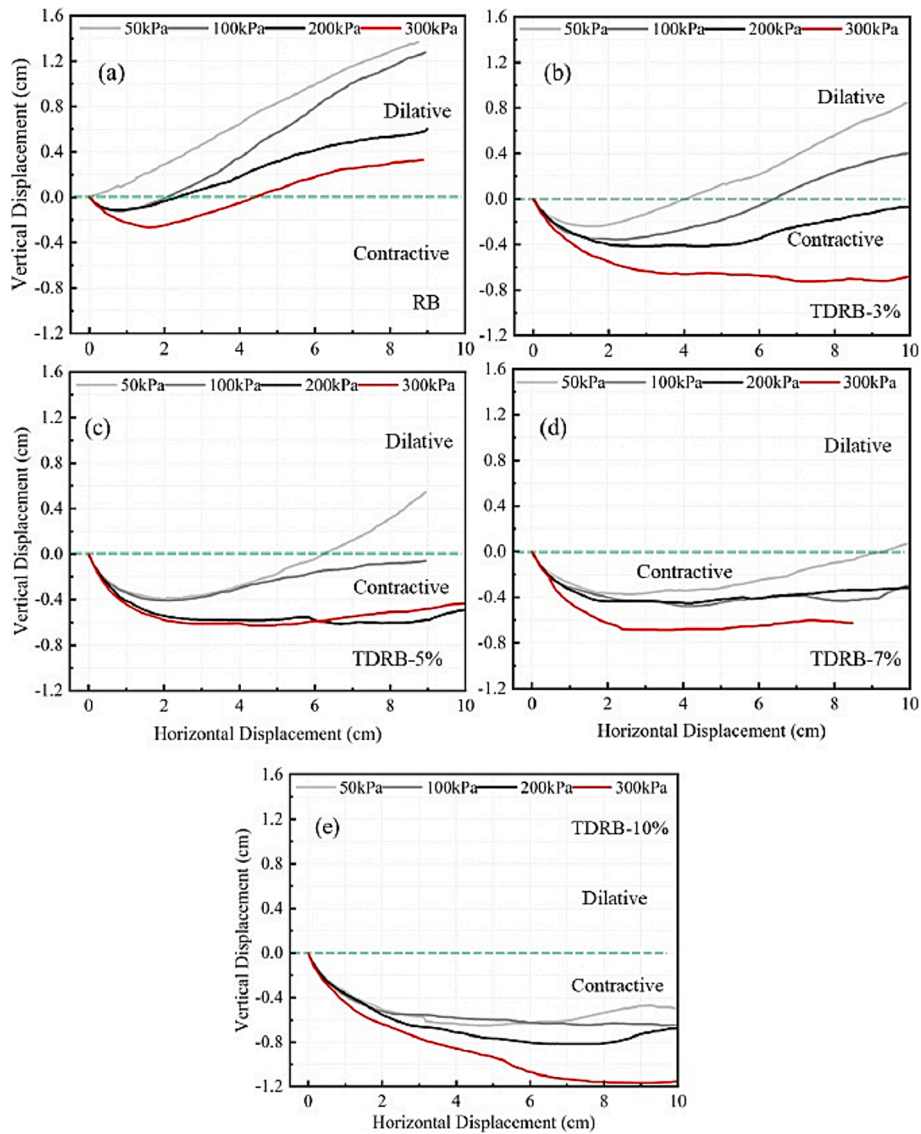 50kPa 100kPa 200kPa 300kPa
(a)
Dilative
Contractive
RB
Vertical Displacement (cm)
1.6
1.2
0.8
0.4
0.0
-0.4
-0.8
-1.2
0 2 4 6 8 10
50kPa 100kPa 200kPa 300kPa
(b)
Dilative
Contractive
TDRB-3%
Vertical Displacement (cm)
1.6
1.2
0.8
0.4
0.0
-0.4
-0.8
-1.2
0 2 4 6 8 10
50kPa 100kPa 200kPa 300kPa
(c)
Dilative
Contractive
TDRB-5%
Vertical Displacement (cm)
1.6
1.2
0.8
0.4
0.0
-0.4
-0.8
-1.2
0 2 4 6 8 10
Horizontal Displacement (cm)
50kPa 100kPa 200kPa 300kPa
(d)
Dilative
Contractive
TDRB-7%
Vertical Displacement (cm)
1.6
1.2
0.8
0.4
0.0
-0.4
-0.8
-1.2
0 2 4 6 8 10
Horizontal Displacement (cm)
50kPa 100kPa 200kPa 300kPa
(e)
TDRB-10%
Dilative
Contractive
Vertical Displacement (cm)
1.6
1.2
0.8
0.4
0.0
-0.4
-0.8
-1.2
0 2 4 6 8 10
Horizontal Displacement (cm)